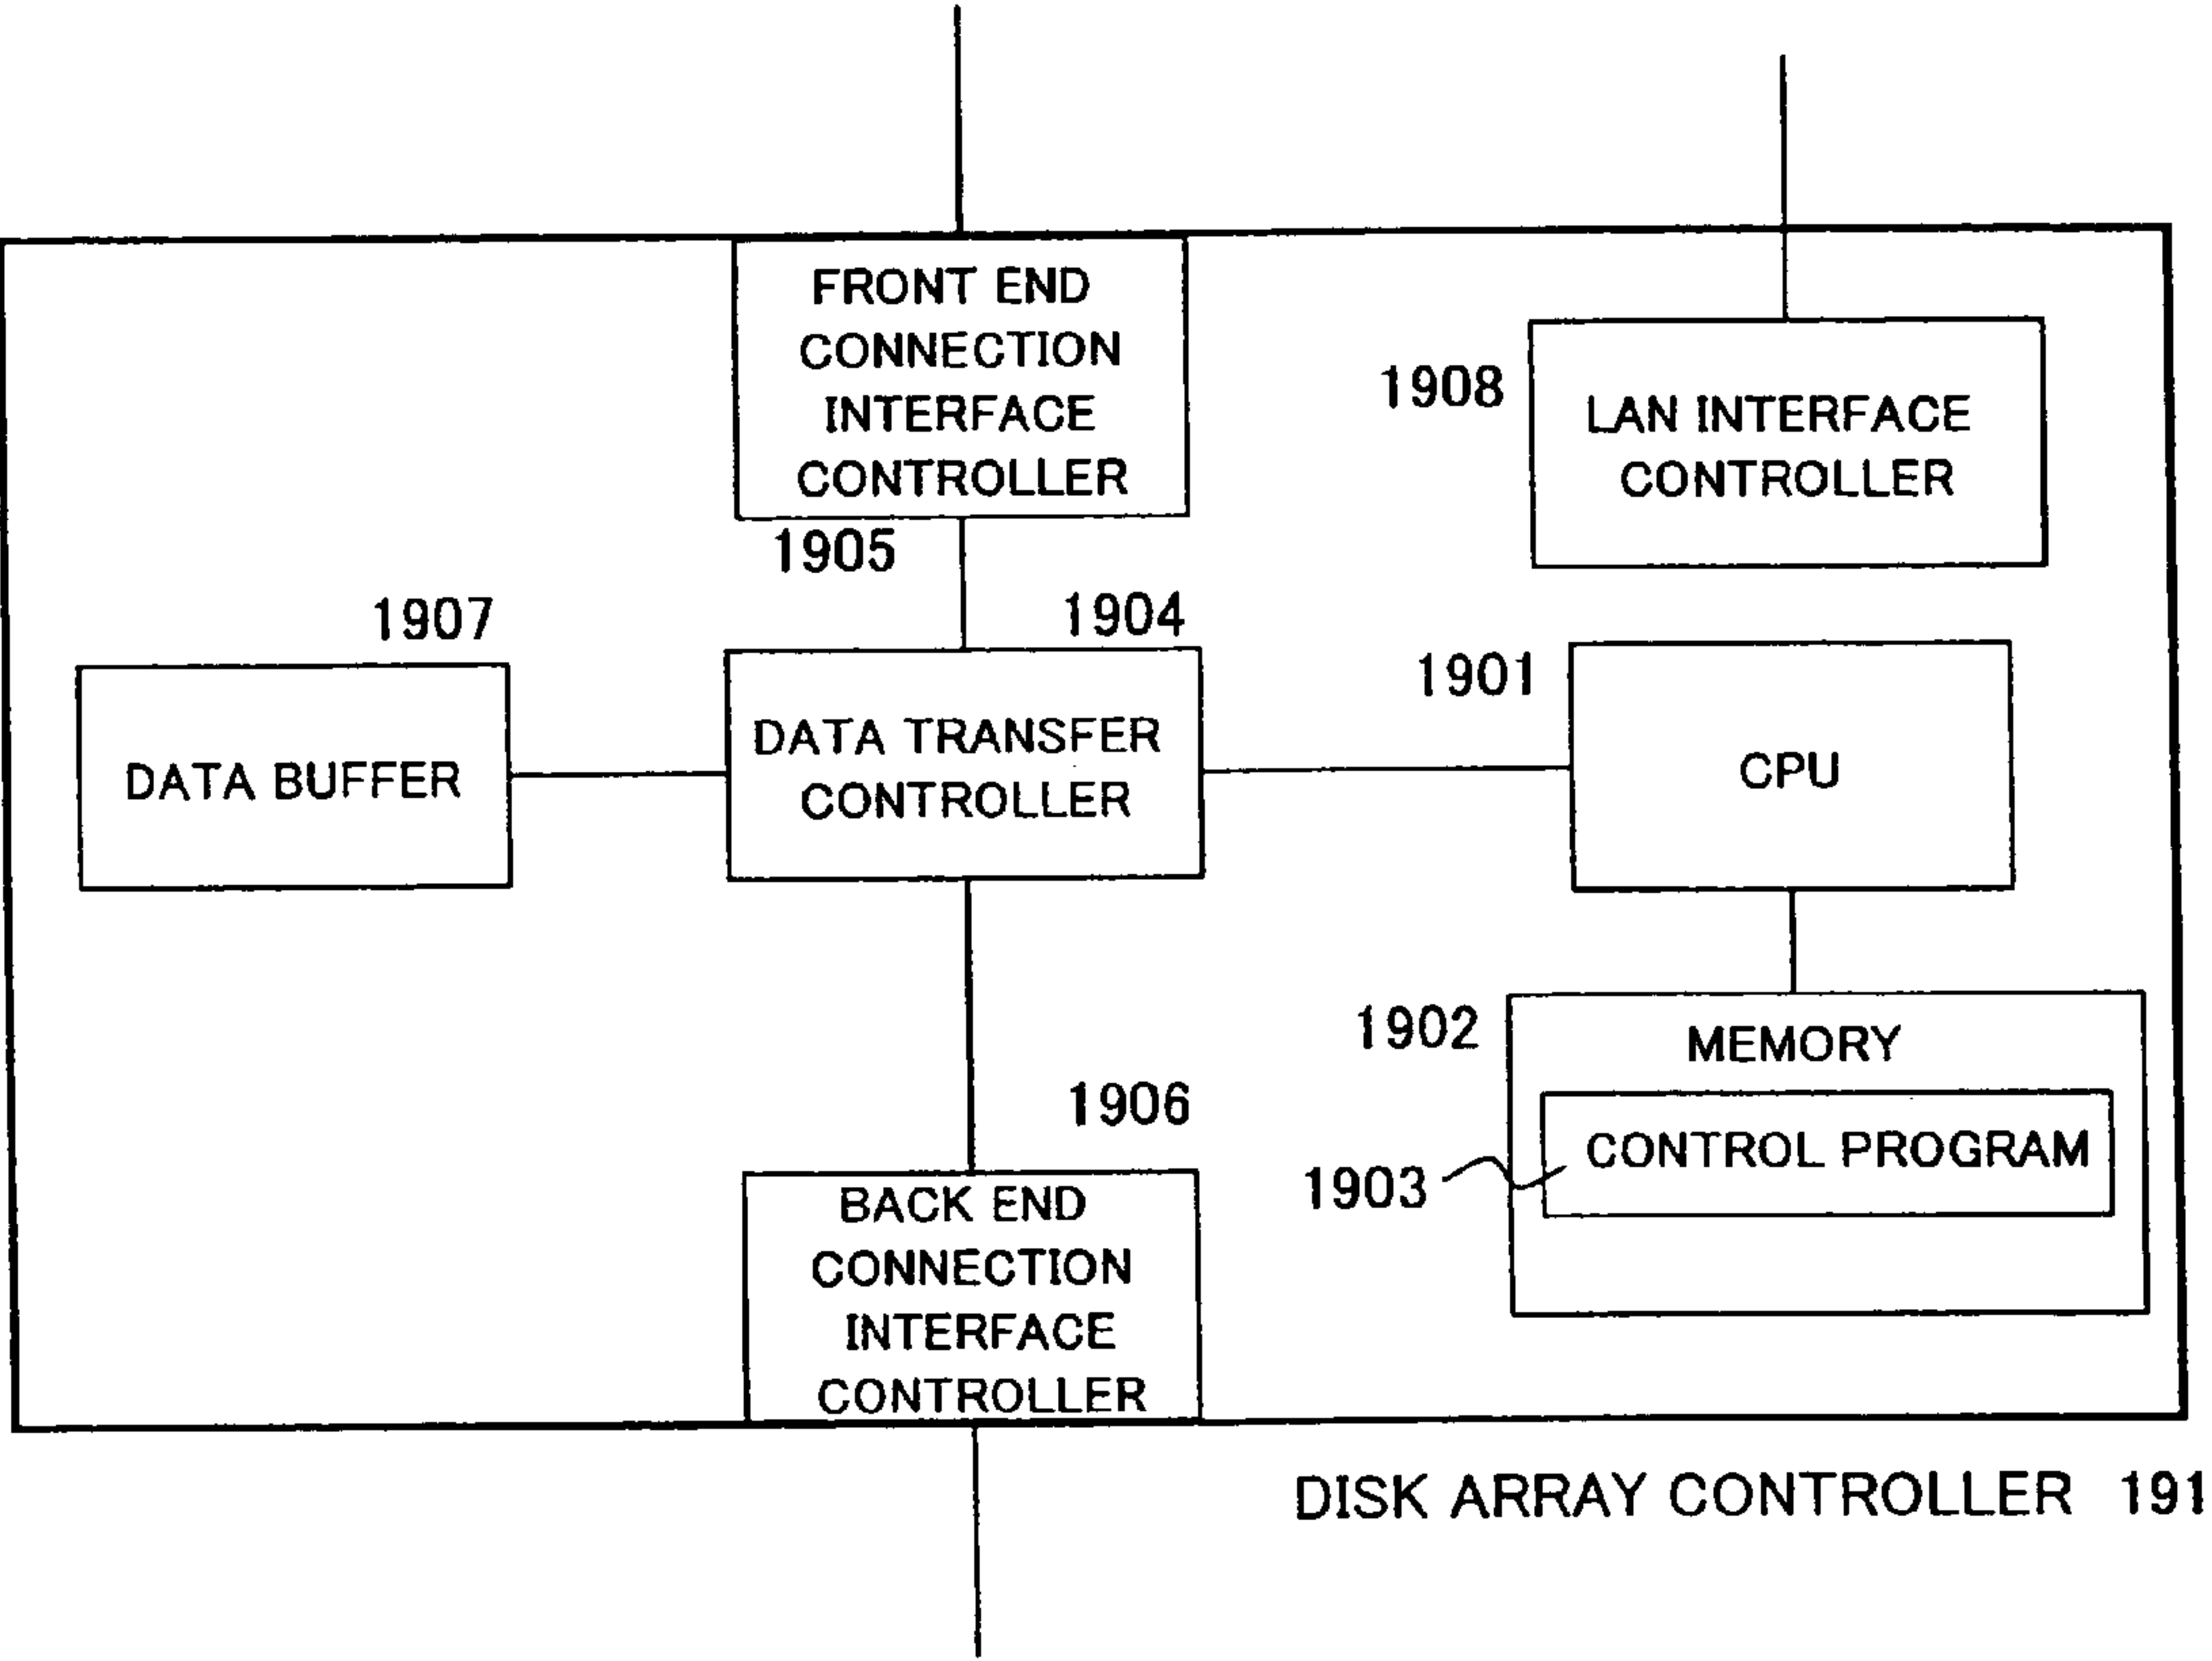 FRONT END
CONNECTION
INTERFACE
CONTROLLER
1905
1908
LAN INTERFACE
CONTROLLER
1907
DATA BUFFER
1904
DATA TRANSFER
CONTROLLER
1901
CPU
1902
MEMORY
1903
CONTROL PROGRAM
1906
BACK END
CONNECTION
INTERFACE
CONTROLLER
DISK ARRAY CONTROLLER 191